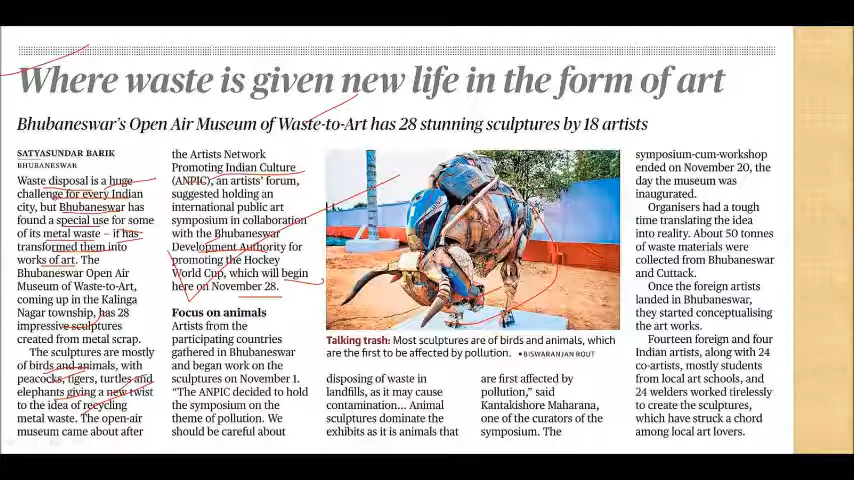 Where waste is given new life in the form of art
Bhubaneswar's Open Air Museum of Waste-to-Art has 28 stunning sculptures by 18 artists
SATYASUNDAR BARIK
BHUBANESWAR
Waste disposal is a huge
challenge for every Indian
city, but Bhubaneswar has
found a special use for some
of its metal waste – it has
transformed them into
works of art. The
Bhubaneswar Open Air
Museum of Waste-to-Art,
coming up in the Kalinga
Nagar township, has 28
impressive sculptures
created from metal scrap.
The sculptures are mostly
of birds and animals, with
peacocks, tigers, turtles and
elephants giving a new twist
to the idea of recycling
metal waste. The open-air
museum came about after
the Artists Network
Promoting Indian Culture
(ANPIC), an artists' forum,
suggested holding an
international public art
symposium in collaboration
with the Bhubaneswar
Development Authority for
promoting the Hockey
World Cup, which will begin
here on November 28.
Focus on animals
Artists from the
participating countries
gathered in Bhubaneswar
and began work on the
sculptures on November 1.
"The ANPIC decided to hold
the symposium on the
theme of pollution. We
should be careful about
Talking trash: Most sculptures are of birds and animals, which
are the first to be affected by pollution. • BISWARANJAN ROUT
disposing of waste in
landfills, as it may cause
contamination... Animal
sculptures dominate the
exhibits as it is animals that
are first affected by
pollution," said
Kantakishore Maharana,
one of the curators of the
symposium. The
symposium-cum-workshop
ended on November 20, the
day the museum was
inaugurated.
Organisers had a tough
time translating the idea
into reality. About 50 tonnes
of waste materials were
collected from Bhubaneswar
and Cuttack.
Once the foreign artists
landed in Bhubaneswar,
they started conceptualising
the art works.
Fourteen foreign and four
Indian artists, along with 24
co-artists, mostly students
from local art schools, and
24 welders worked tirelessly
to create the sculptures,
which have struck a chord
among local art lovers.